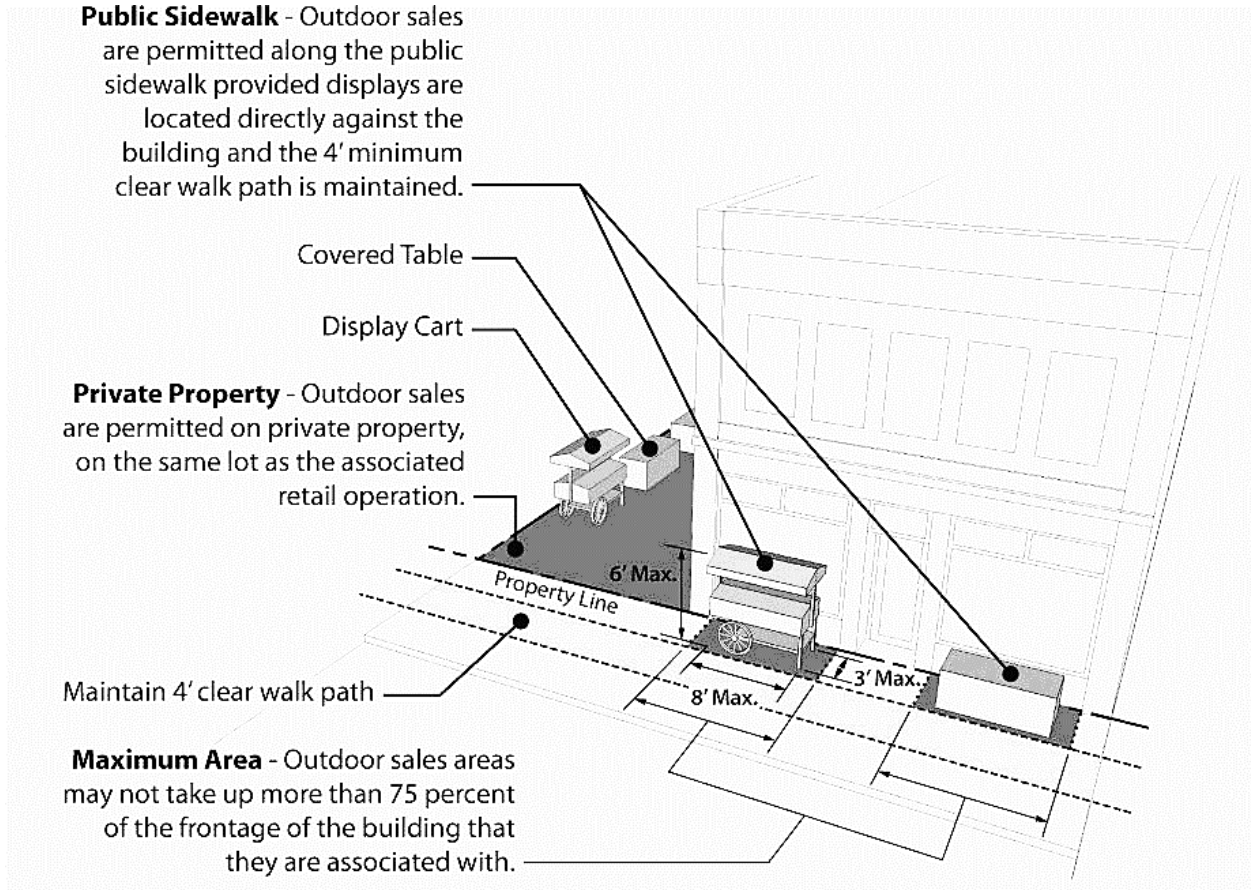 Public Sidewalk - Outdoor sales
are permitted along the public
sidewalk provided displays are
located directly against the
building and the 4' minimum
clear walk path is maintained.
Covered Table
Display Cart
Private Property - Outdoor sales
are permitted on private property,
on the same lot as the associated
retail operation.
6' Max.
Property Line
3' Max.
8' Max.
Maintain 4' clear walk path
Maximum Area - Outdoor sales areas
may not take up more than 75 percent
of the frontage of the building that
they are associated with.